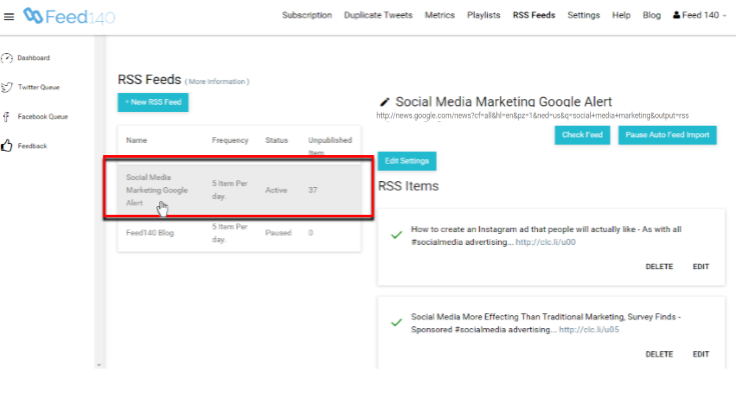 Feed140
Subscription Duplicate Tweets Metrics Playlists RSS Feeds Settings Help Blog Feed 140
Dashboard
Twitter Queue
Facebook Queue
Feedback
RSS Feeds ( More Information )
+ New RSS Feed
Name Frequency Status Unpublished
Item
Social Media
Marketing Google
Alert
5 Item Per
day.
Active
37
Feed140 Blog
5 Item Per
day.
Paused
0
Social Media Marketing Google Alert
http://news.google.com/news?cf=all&hl=en&pz=1&ned=us&q=social+media+marketing&output=rss
Check Feed Pause Auto Feed Import
Edit Settings
RSS Items
How to create an Instagram ad that people will actually like - As with all
#socialmedia advertising... http://clc.li/u00
DELETE EDIT
Social Media More Effecting Than Traditional Marketing, Survey Finds -
Sponsored #socialmedia advertising... http://clc.li/u05
DELETE EDIT